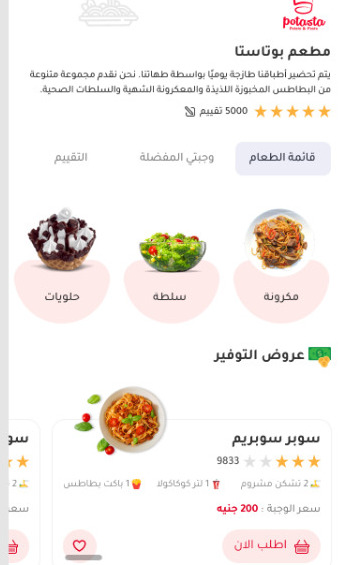 potasta
مطعم بوتاستا
يتم تحضير أطباقنا طازجة يوميًا بواسطة طهاتنا. نحن نقدم مجموعة متنوعة
من البطاطس المخبوزة اللذيذة والمعكرونة الشهية والسلطات الصحية.
5000 تقييم
قائمة الطعام
وجبتي المفضلة
التقييم
مكرونة
سلطة
حلويات
عروض التوفير
سوبر سوبريم
سو
9833
2 تشكن مشروم
1 لتر كوكاكولا
1 باكت بطاطس
2
سعر الوجبة : 200 جنيه
سع
اطلب الان